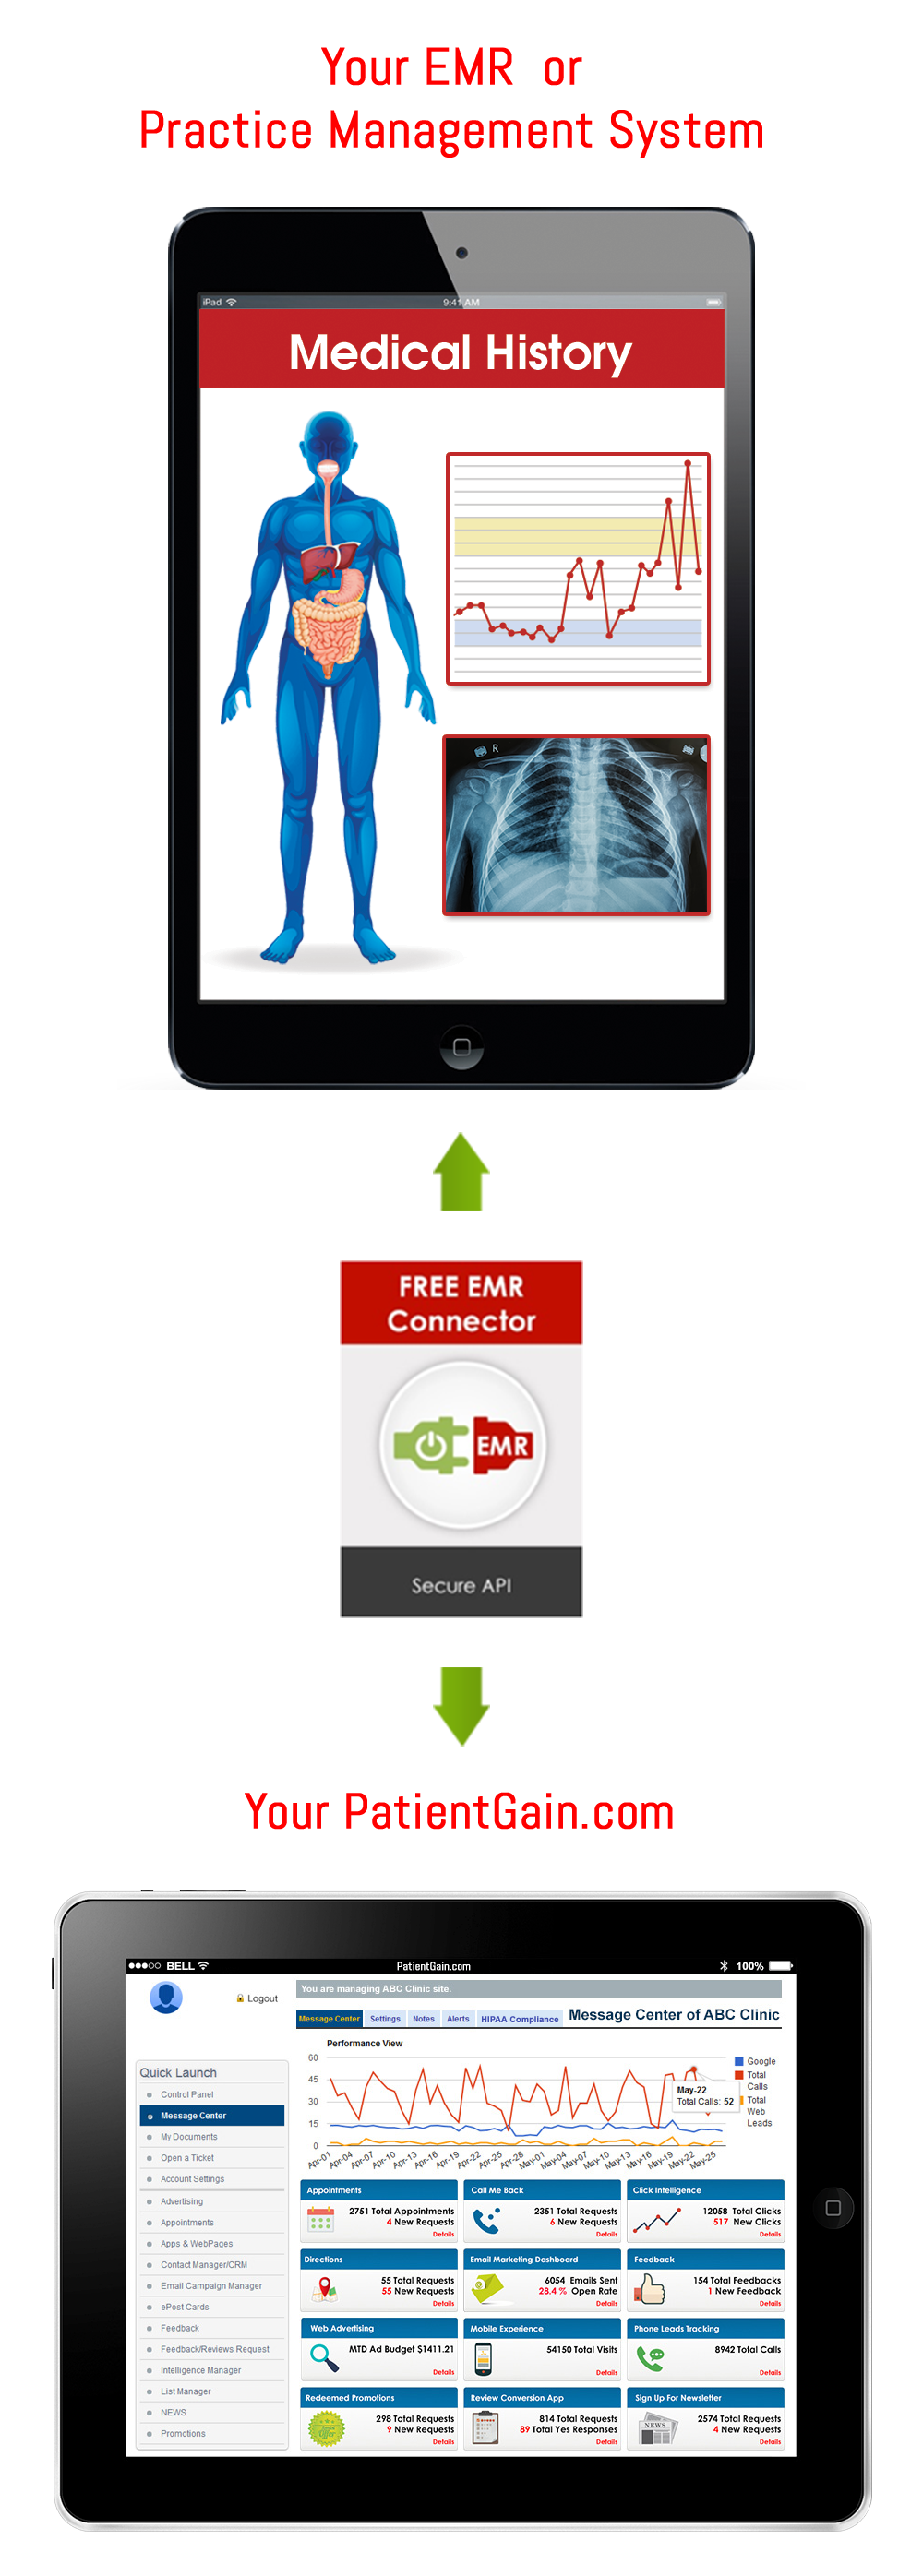 Your EMR or
Practice Management System
iPad
9:41 AM
Medical History
R
FREE EMR
Connector
EMR
Secure API
Your PatientGain.com
BELL
PatientGain.com
100%
Logout
You are managing ABC Clinic site.
Message Center
Settings
Notes
Alerts
HIPAA Compliance
Message Center of ABC Clinic
Performance View
60
45
30
15
0
Apr-01
Apr-04
Apr-07
Apr-10
Apr-13
Apr-16
Apr-19
Apr-22
Apr-25
Apr-28
May-01
May-04
May-07
May-10
May-13
May-16
May-19
May-22
May-25
May-22
Total Calls: 52
Google
Total
Calls
Total
Web
Leads
Quick Launch
Control Panel
Message Center
My Documents
Open a Ticket
Account Settings
Advertising
Appointments
Apps & WebPages
Contact Manager/CRM
Email Campaign Manager
ePost Cards
Feedback
Feedback/Reviews Request
Intelligence Manager
List Manager
NEWS
Promotions
Appointments
2751 Total Appointments
4 New Requests
Details
Call Me Back
2351 Total Requests
6 New Requests
Details
Click Intelligence
12058 Total Clicks
517 New Clicks
Details
Directions
55 Total Requests
55 New Requests
Details
Email Marketing Dashboard
6054 Emails Sent
28.4 % Open Rate
Details
Feedback
154 Total Feedbacks
1 New Feedback
Details
Web Advertising
MTD Ad Budget $1411.21
Details
Mobile Experience
54150 Total Visits
Details
Phone Leads Tracking
8942 Total Calls
Details
Redeemed Promotions
298 Total Requests
9 New Requests
Details
Review Conversion App
814 Total Requests
89 Total Yes Responses
Details
Sign Up For Newsletter
NEWS
2574 Total Requests
4 New Requests
Details